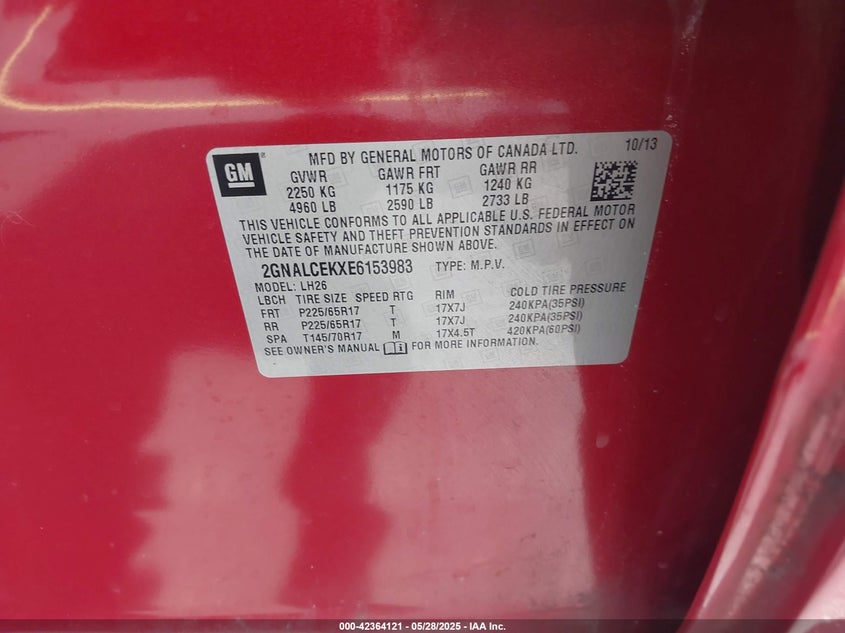 GM
MFD BY GENERAL MOTORS OF CANADA LTD. 10/13
GVWR GAWR FRT GAWR RR
2250 KG 1175 KG 1240 KG
4960 LB 2590 LB 2733 LB
THIS VEHICLE CONFORMS TO ALL APPLICABLE U.S. FEDERAL MOTOR
VEHICLE SAFETY AND THEFT PREVENTION STANDARDS IN EFFECT ON
THE DATE OF MANUFACTURE SHOWN ABOVE.
2GNALCEKXE6153983 TYPE: M.P.V.
MODEL: LH26
LBCH TIRE SIZE SPEED RTG RIM COLD TIRE PRESSURE
FRT P225/65R17 T 17X7J 240KPA(35PSI)
RR P225/65R17 T 17X7J 240KPA(35PSI)
SPA T145/70R17 M 17X4.5T 420KPA(60PSI)
SEE OWNER'S MANUAL FOR MORE INFORMATION.
000-42364121 - 05/28/2025 - IAA Inc.